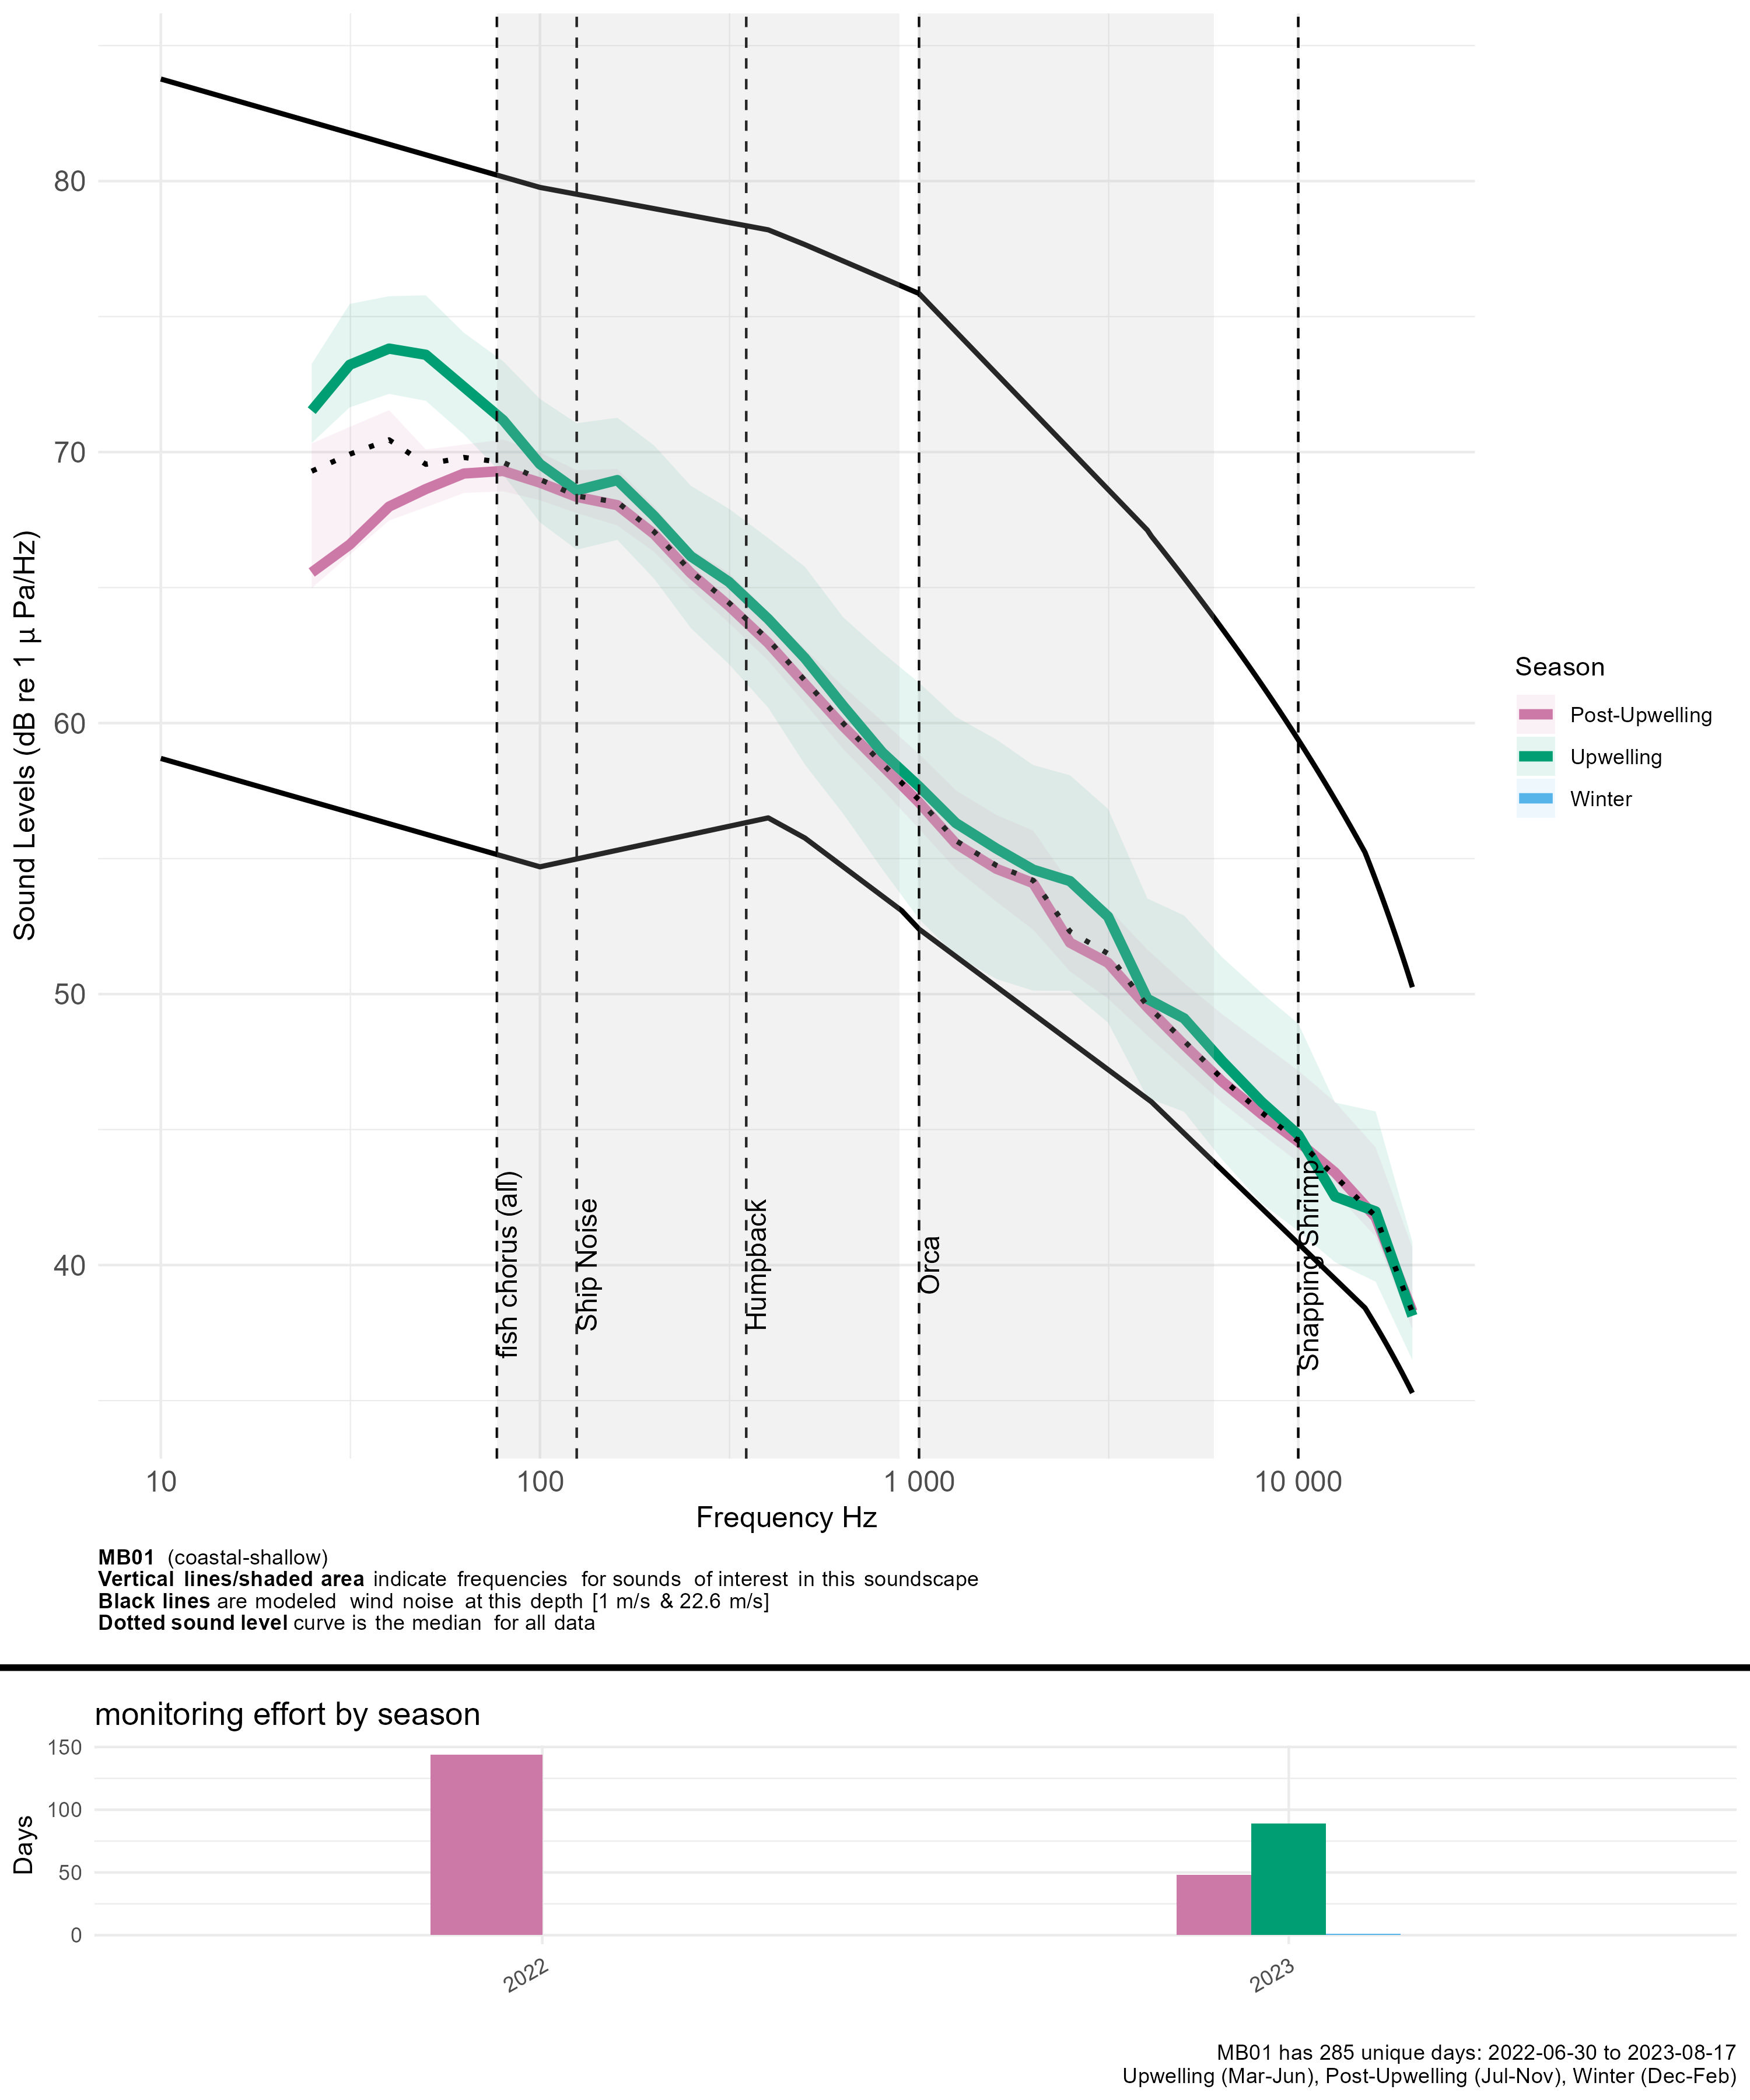 80
70
60
50
40
Sound Levels (dB re 1 µ Pa/Hz)
fish chorus (all)
Ship Noise
Humpback
Orca
Snapping Shrimp
10
100
1 000
10 000
Frequency Hz
Season
Post-Upwelling
Upwelling
Winter
MB01 (coastal-shallow)
Vertical lines/shaded area indicate frequencies for sounds of interest in this soundscape
Black lines are modeled wind noise at this depth [1 m/s & 22.6 m/s]
Dotted sound level curve is the median for all data
monitoring effort by season
150
100
50
0
Days
2022
2023
MB01 has 285 unique days: 2022-06-30 to 2023-08-17
Upwelling (Mar-Jun), Post-Upwelling (Jul-Nov), Winter (Dec-Feb)